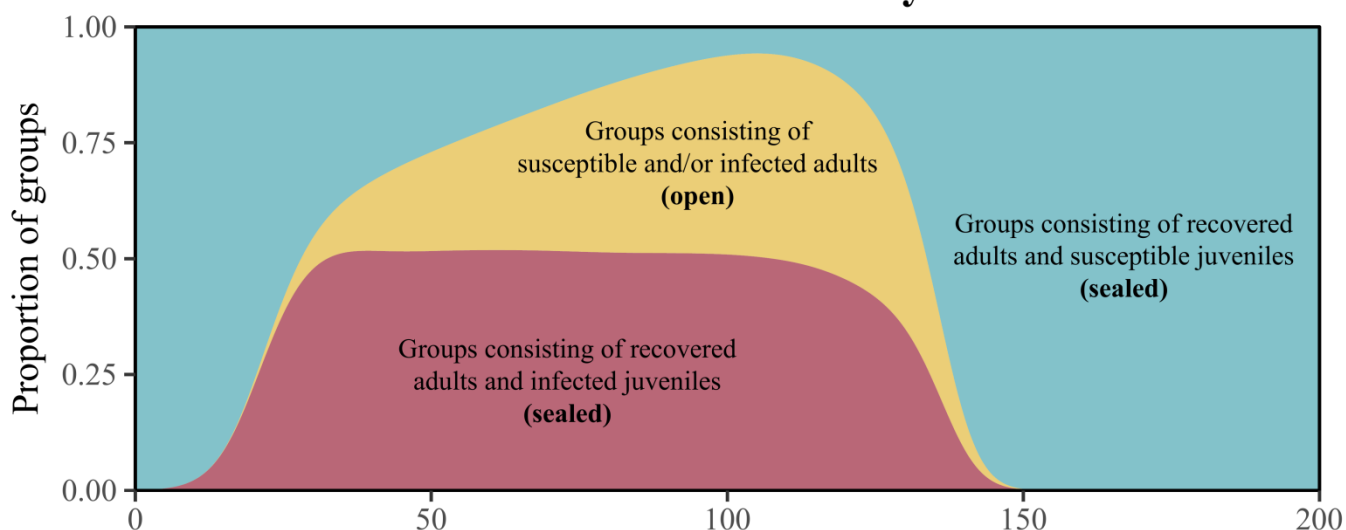 1.00
0.75
0.50
0.25
0.00
Proportion of groups
Groups consisting of
susceptible and/or infected adults
(open)
Groups consisting of recovered
adults and susceptible juveniles
(sealed)
Groups consisting of recovered
adults and infected juveniles
(sealed)
0 50 100 150 200